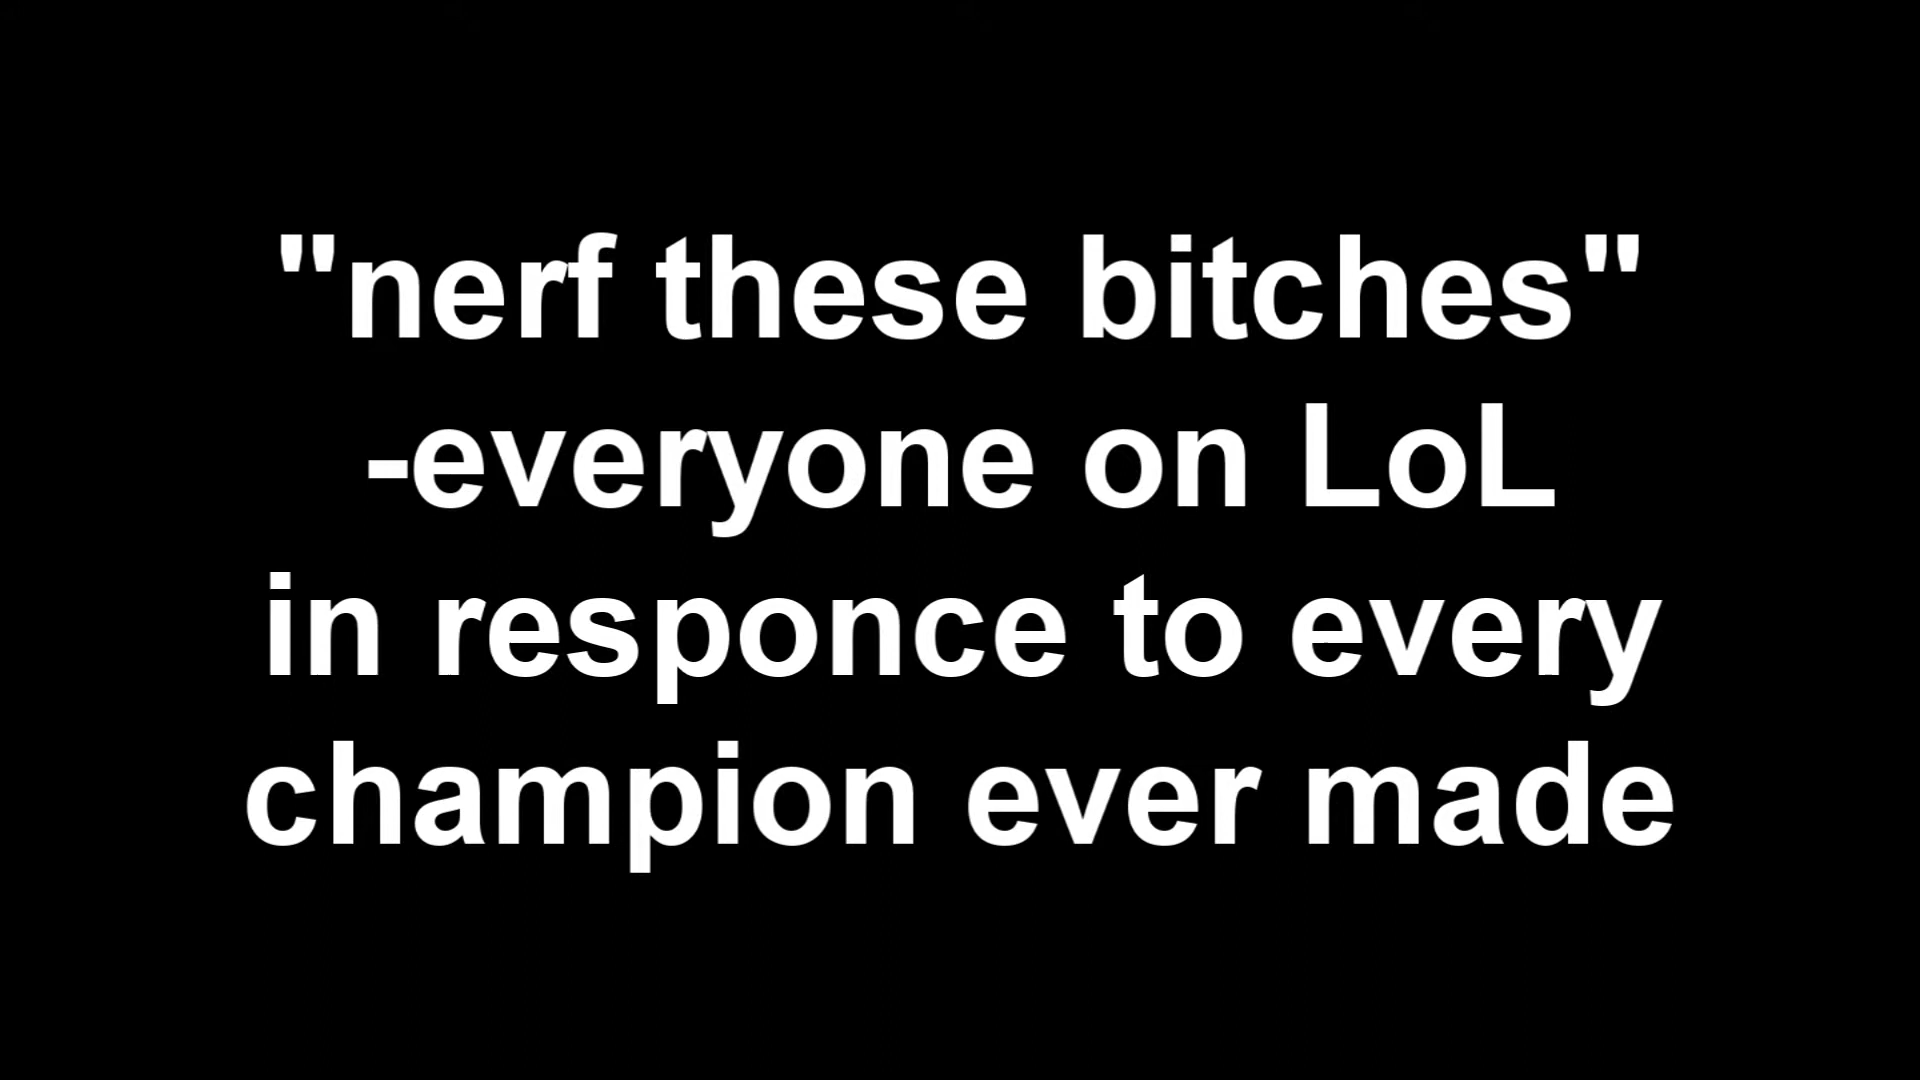 "nerf these bitches"
-everyone on LoL
in responce to every
champion ever made